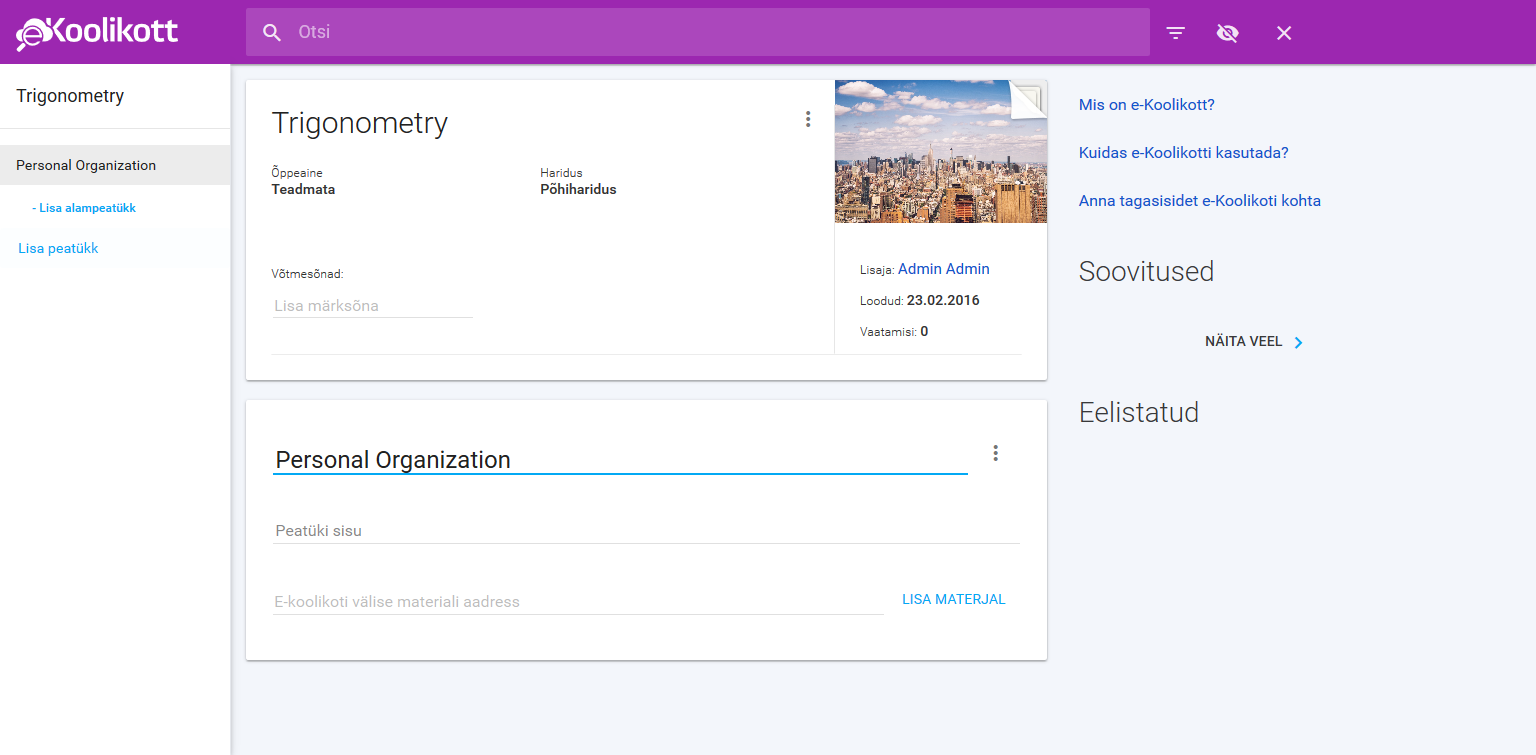 eKoolikott
Otsi
Trigonometry
Personal Organization
- Lisa alampeatükk
Lisa peatükk
Trigonometry
Õppeaine
Teadmata
Haridus
Põhiharidus
Võtmesõnad:
Lisa märksõna
Lisaja: Admin Admin
Loodud: 23.02.2016
Vaatamisi: 0
Personal Organization
Peatüki sisu
E-koolikoti välise materiali aadress
LISA MATERJAL
Mis on e-Koolikott?
Kuidas e-Koolikotti kasutada?
Anna tagasisidet e-Koolikoti kohta
Soovitused
NÄITA VEEL
Eelistatud